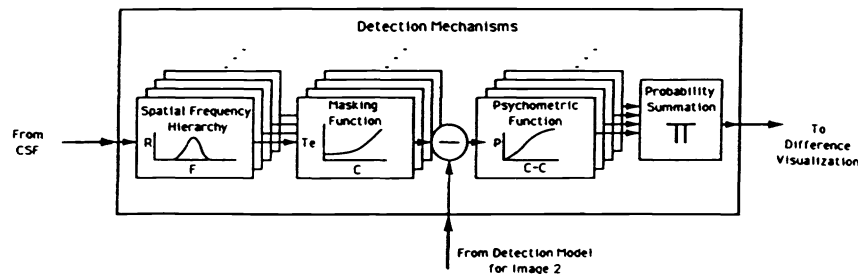 Detection Mechanisms
From
CSF
Spatial Frequency
Hierarchy
R
F
Masking
Function
Te
C
Psychometric
Function
P
C-C
Probability
Summation
To
Difference
Visualization
From Detection Model
for Image 2